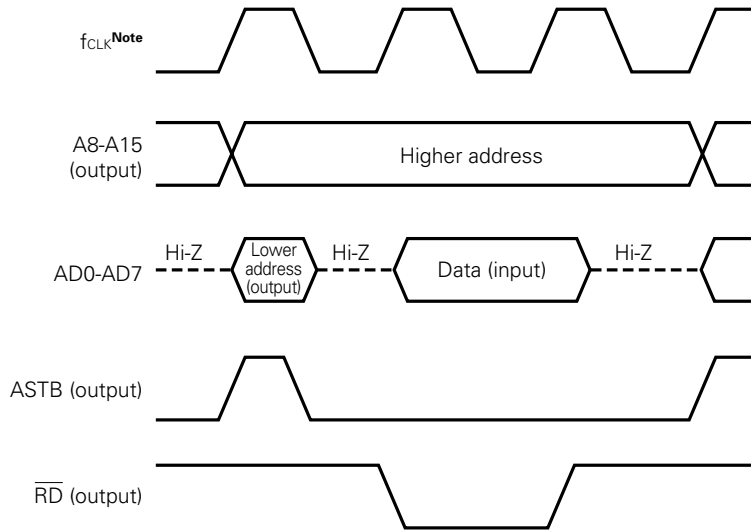 fCLKNote
A8-A15
(output)
Higher address
AD0-AD7
Hi-Z
Lower
address
(output)
Hi-Z
Data (input)
Hi-Z
ASTB (output)
RD (output)